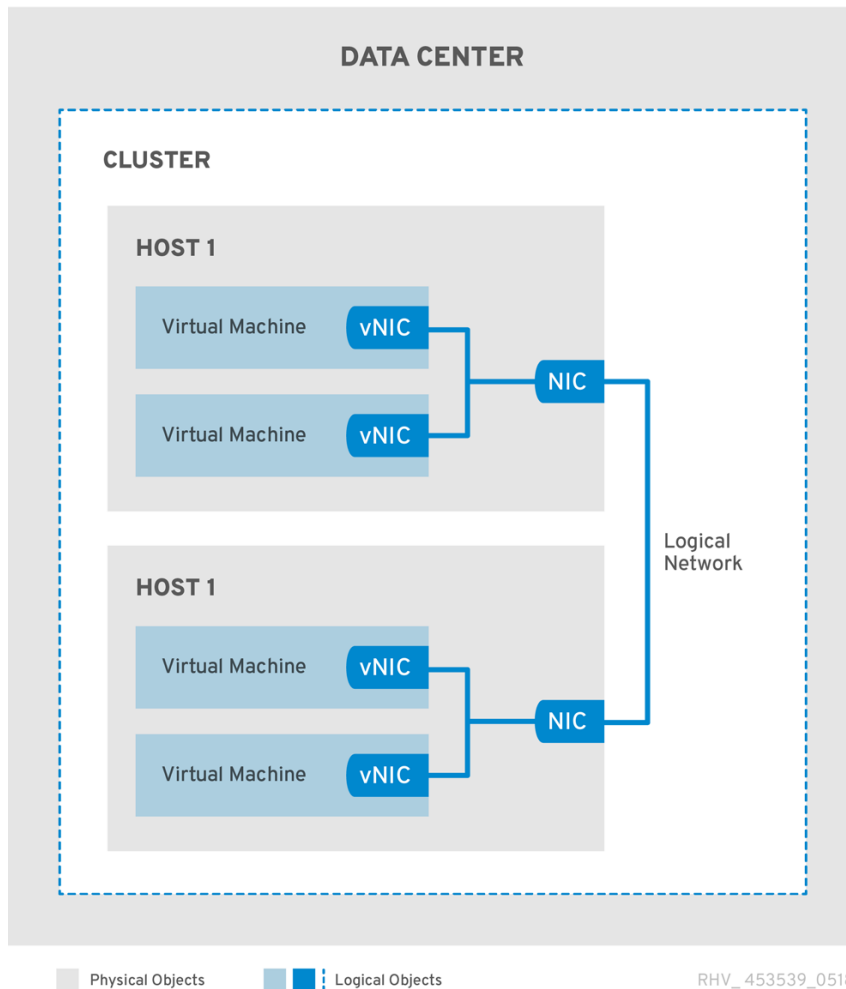 DATA CENTER
CLUSTER
HOST 1
Virtual Machine
vNIC
NIC
Virtual Machine
vNIC
Logical
Network
HOST 1
Virtual Machine
vNIC
NIC
Virtual Machine
vNIC
Physical Objects
Logical Objects
RHV_453539_0518